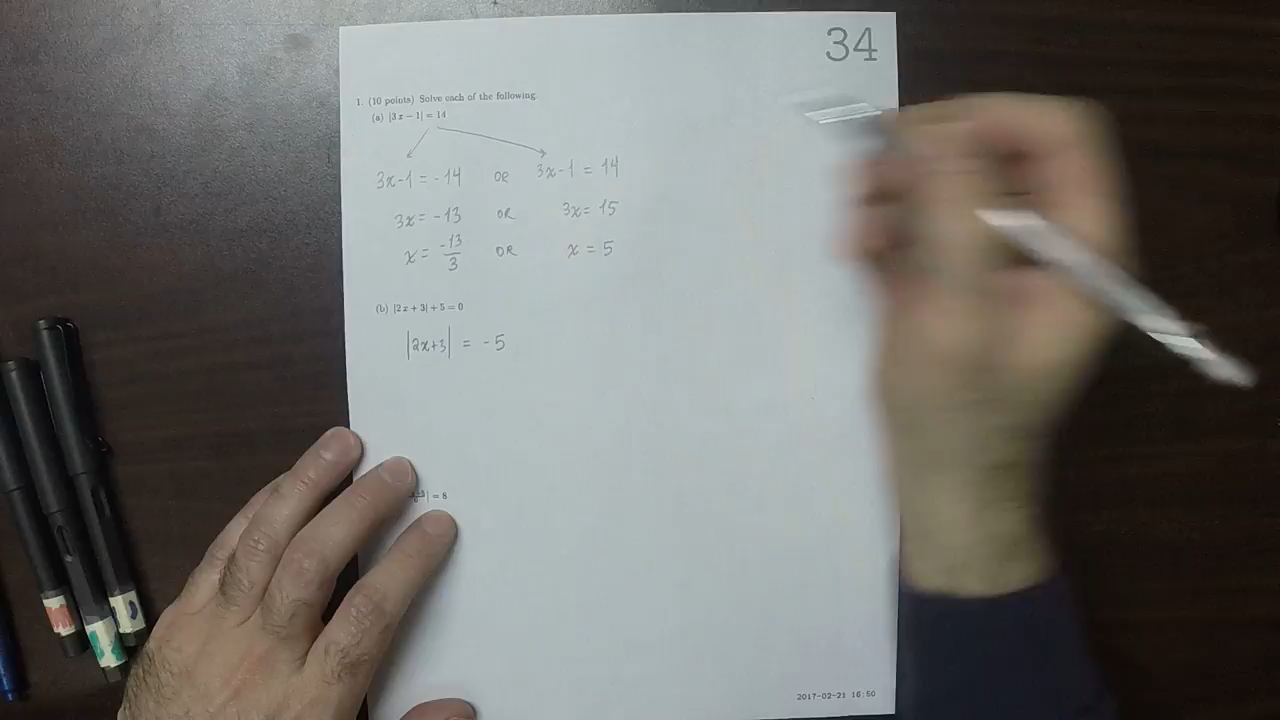 34
1. (10 points) Solve each of the following.
(a) |3x − 1| = 14
3x-1 = -14 OR 3x-1 = 14
3x = -13 OR 3x = 15
x = -13/3 OR x = 5
(b) |2x + 3| + 5 = 0
|2x+3| = -5
| = 8
2017-02-21 16:50